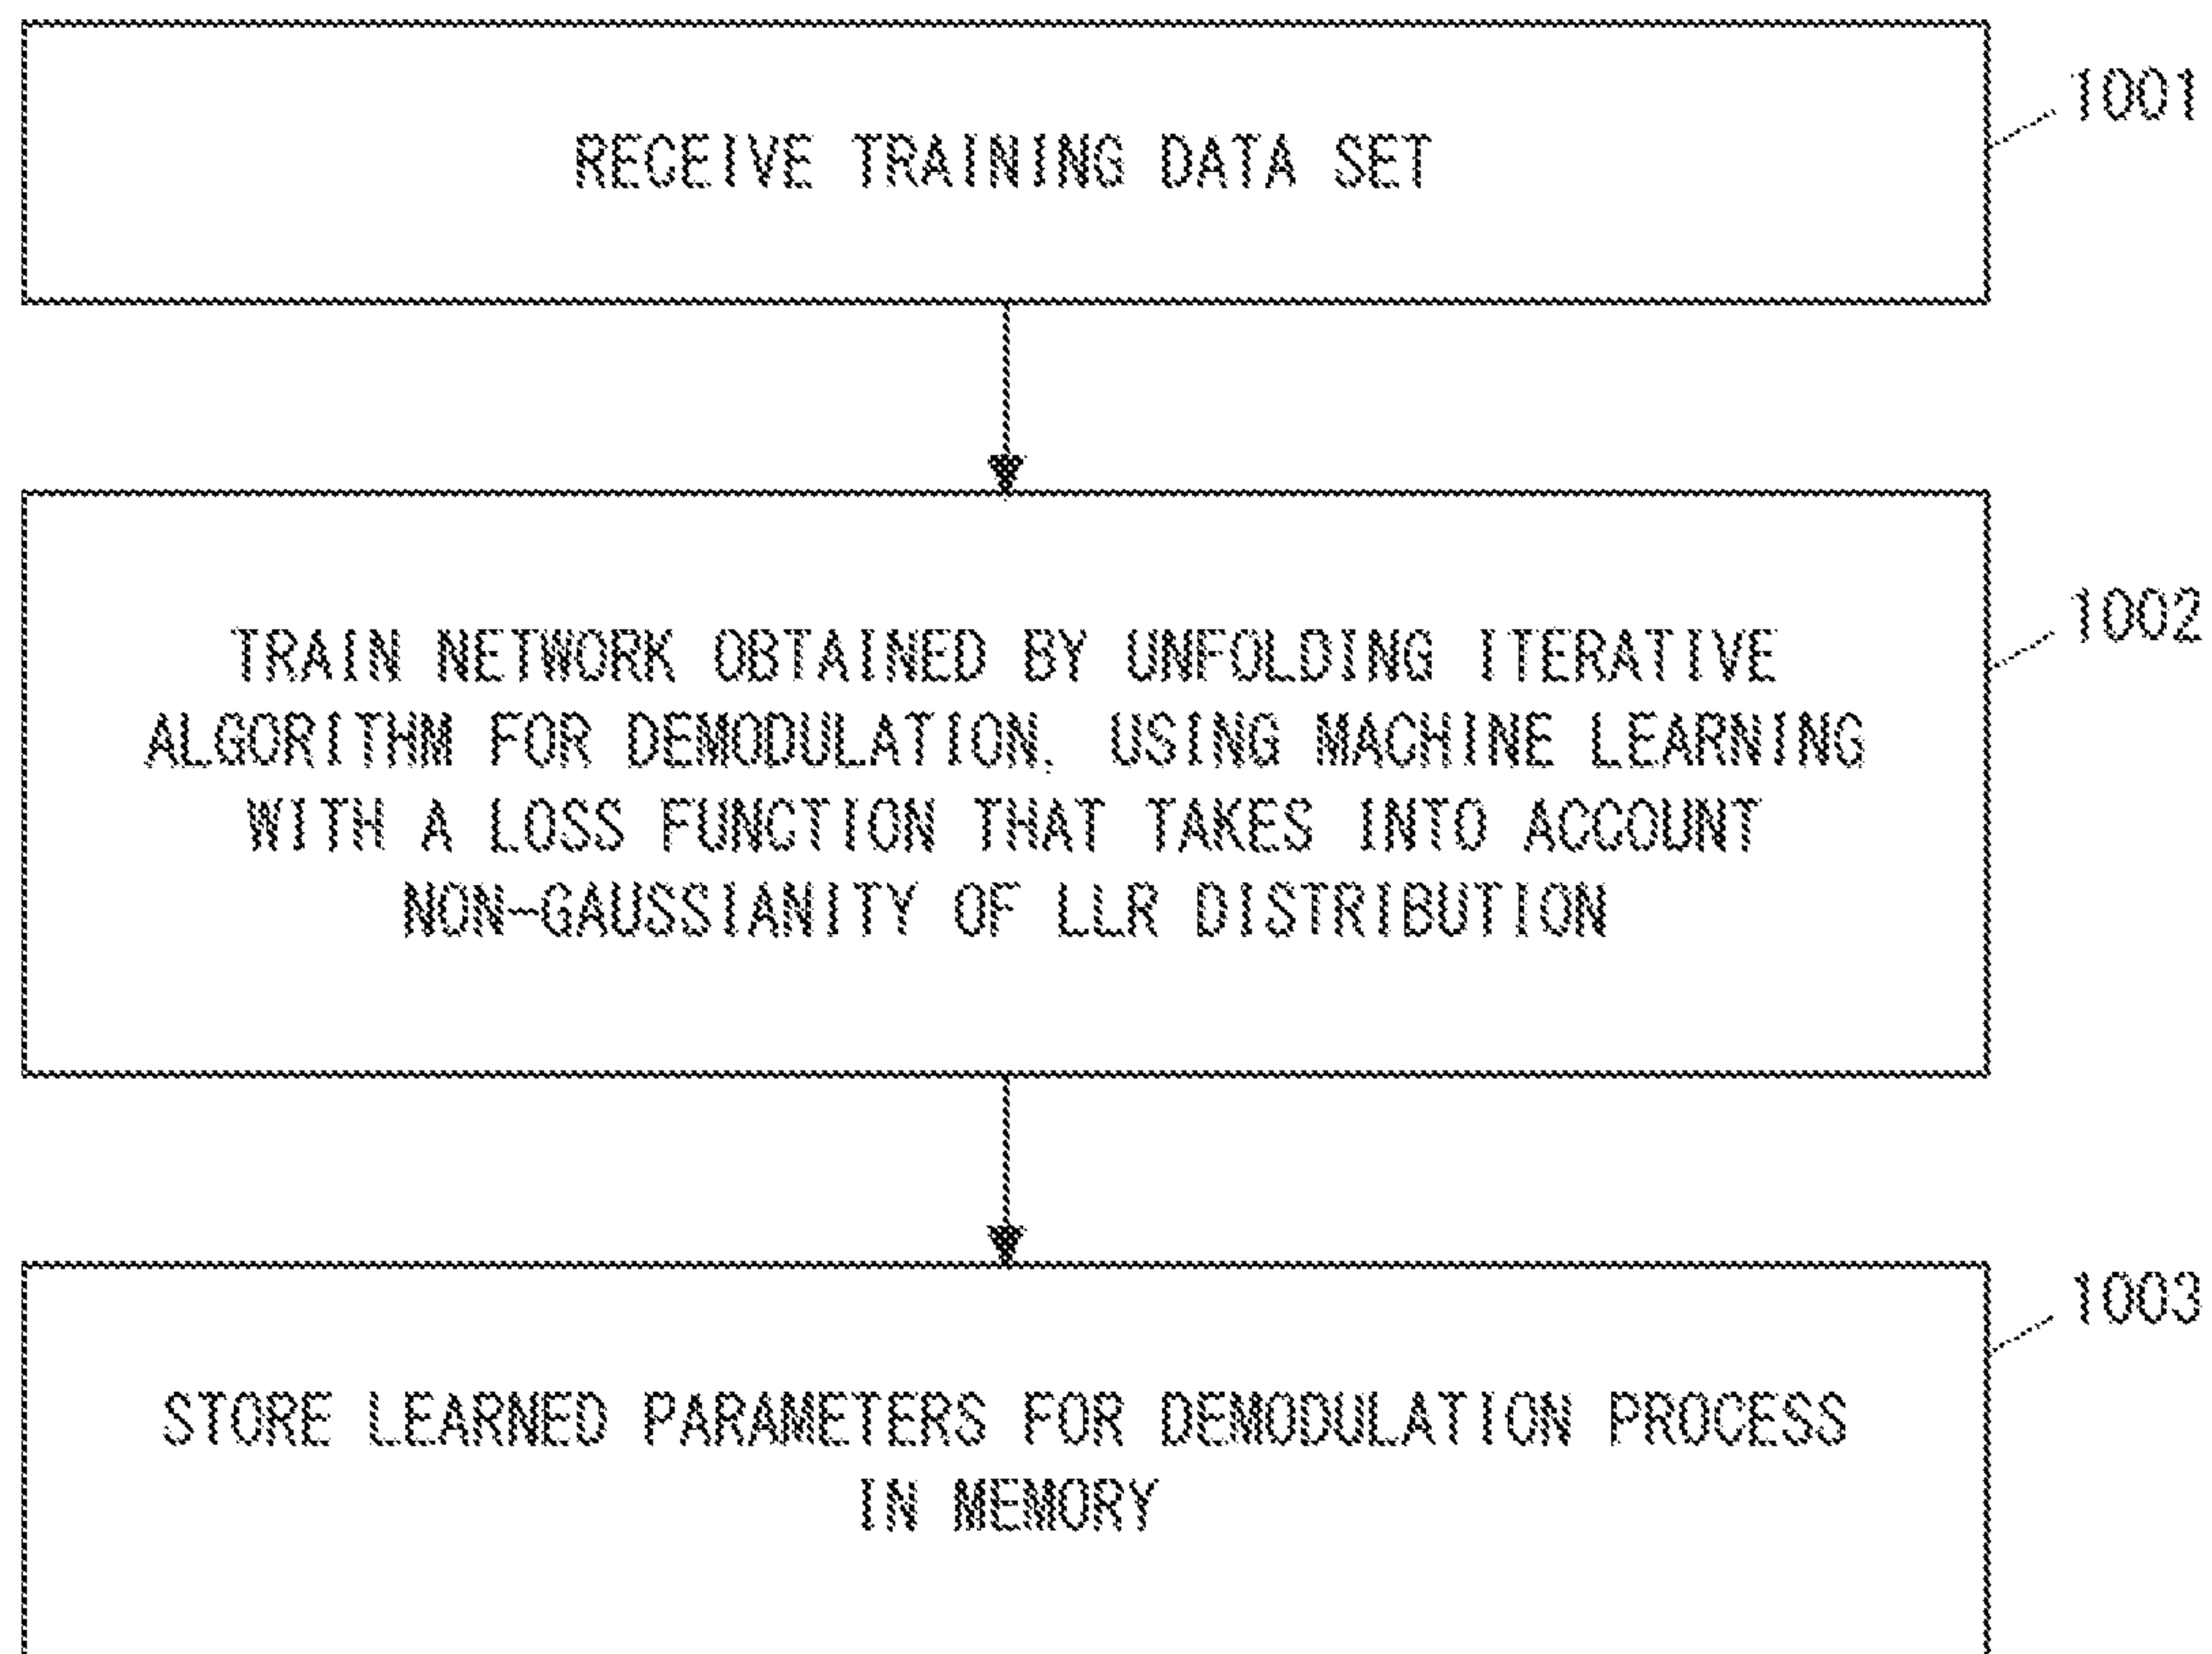 RECEIVE TRAINING DATA SET
1001
TRAIN NETWORK OBTAINED BY UNFOLDING ITERATIVE
ALGORITHM FOR DEMODULATION, USING MACHINE LEARNING
WITH A LOSS FUNCTION THAT TAKES INTO ACCOUNT
NON-GAUSSIANITY OF LLR DISTRIBUTION
1002
STORE LEARNED PARAMETERS FOR DEMODULATION PROCESS
IN MEMORY
1003